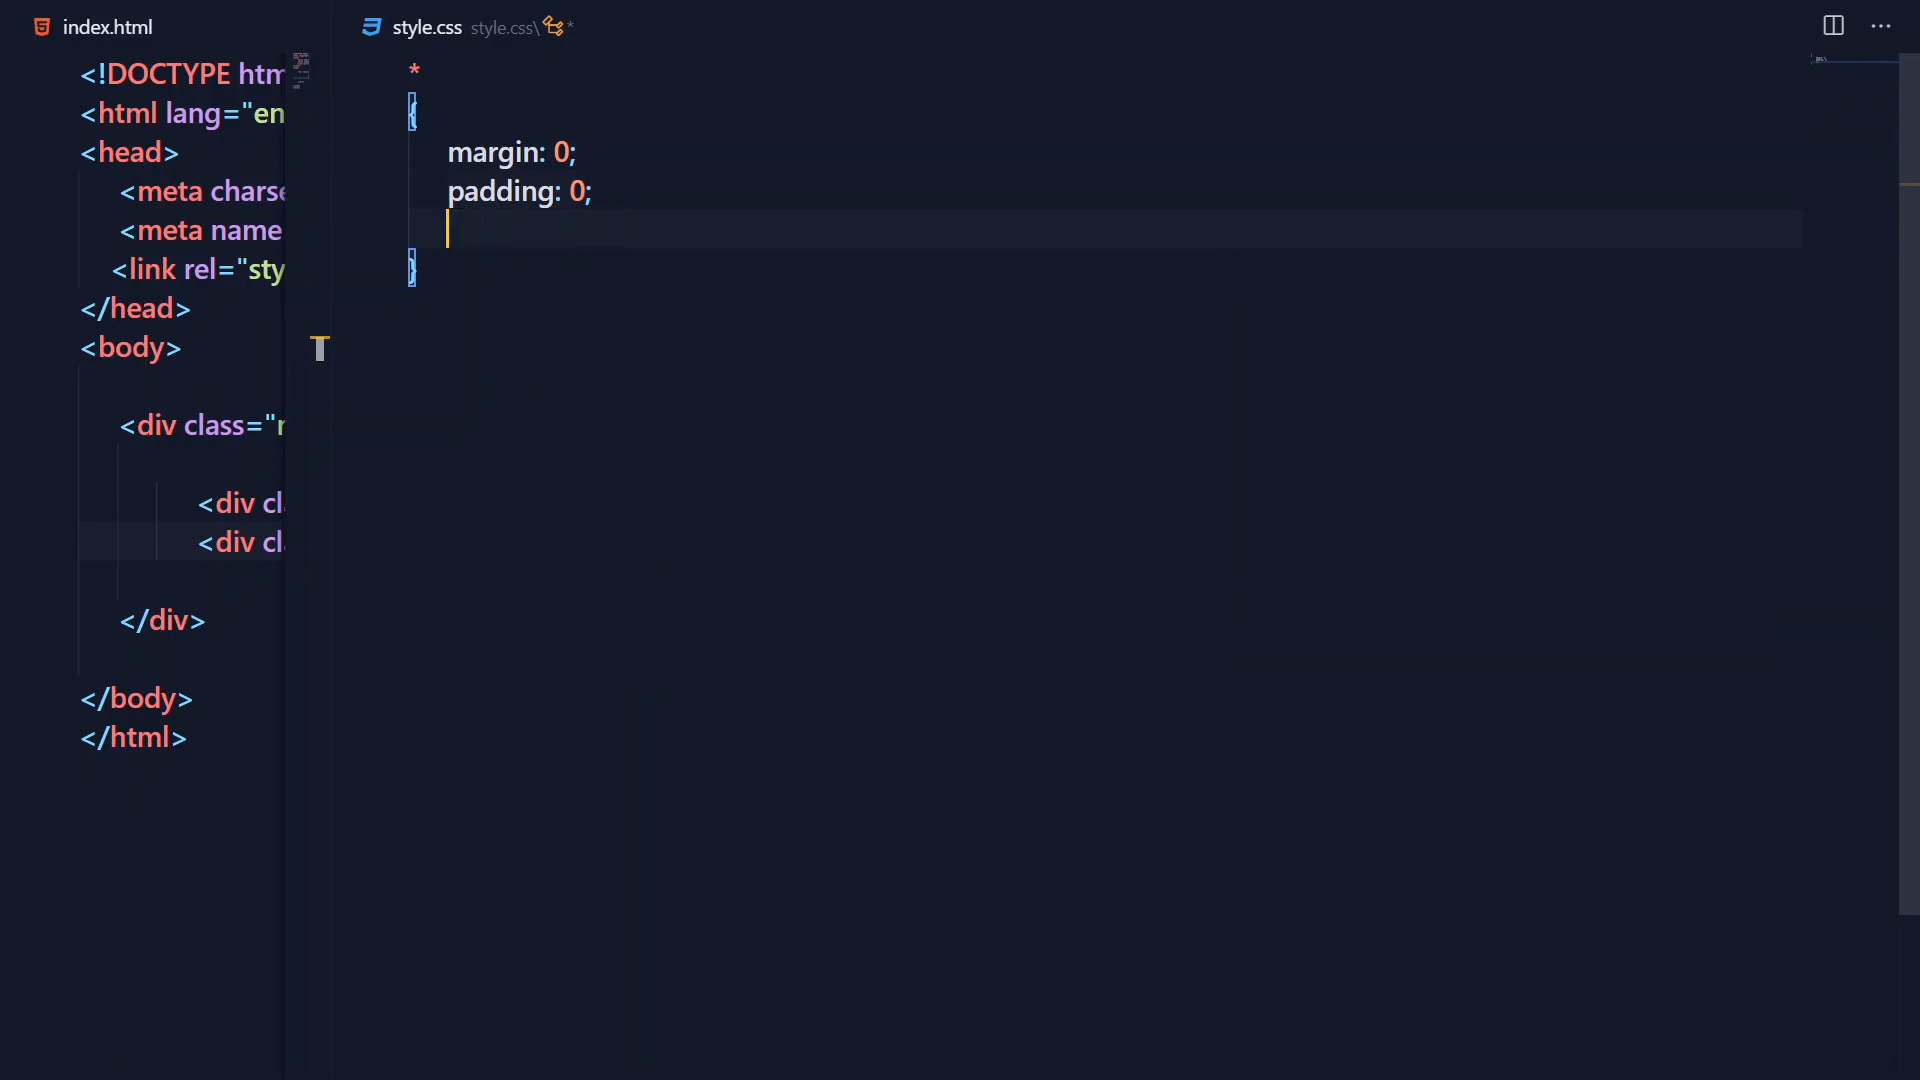 index.html
<!DOCTYPE htm
<html lang="en
<head>
<meta charse
<meta name
<link rel="sty
</head>
<body>
<div class="
<div cl
<div cl
</div>
</body>
</html>
style.css style.css\ *
*
{
margin: 0;
padding: 0;
}